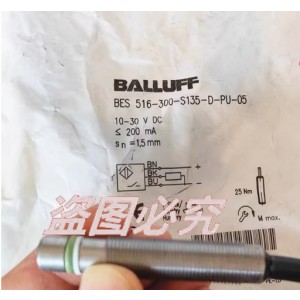 BALLUFF
BES 516-300-S135-D-PU-05
10-30 V DC
≤ 200 mA
sn = 1,5 mm
BN +
BK
BU -
25 Nm
M max.
盗图必究